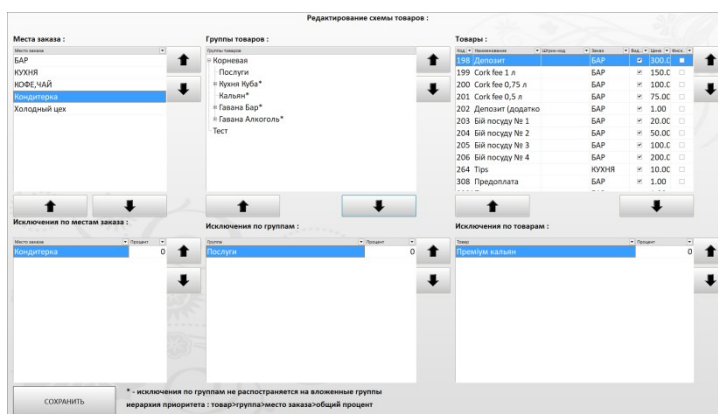 Редактирование схемы товаров :
Места заказа :
Место заказа
БАР
КУХНЯ
КОФЕ,ЧАЙ
Кондитерка
Холодный цех
Группы товаров :
Группы товаров
Корневая
Послуги
Кухня Куба*
Кальян*
Гавана Бар*
Гавана Алкоголь*
Тест
Товары :
Код Наименование Штрих-код Заказ Вид... Цена Весо.
198 Депозит БАР 300.0
199 Cork fee 1 л БАР 150.0
200 Cork fee 0,75 л БАР 100.0
201 Cork fee 0,5 л БАР 75.00
202 Депозит (додатко БАР 1.00
203 Бій посуду № 1 БАР 20.00
204 Бій посуду № 2 БАР 50.00
205 Бій посуду № 3 БАР 100.0
206 Бій посуду № 4 БАР 200.0
264 Tips КУХНЯ 10.00
308 Предоплата БАР 1.00
Исключения по местам заказа :
Место заказа Процент
Кондитерка 0
Исключения по группам :
Группа Процент
Послуги 0
Исключения по товарам :
Товар Процент
Преміум кальян 0
СОХРАНИТЬ
* - исключения по группам не распостраняется на вложенные группы
иерархия приоритета : товар>группа>место заказа>общий процент